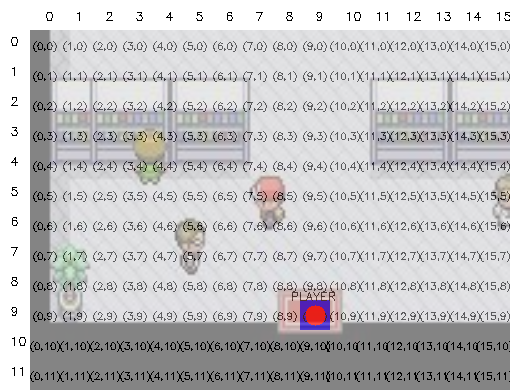 0 1 2 3 4 5 6 7 8 9 10 11 12 13 14 15
0 (0,0) (1,0) (2,0) (3,0) (4,0) (5,0) (6,0) (7,0) (8,0) (9,0) (10,0) (11,0) (12,0) (13,0) (14,0) (15,0)
1 (0,1) (1,1) (2,1) (3,1) (4,1) (5,1) (6,1) (7,1) (8,1) (9,1) (10,1) (11,1) (12,1) (13,1) (14,1) (15,1)
2 (0,2) (1,2) (2,2) (3,2) (4,2) (5,2) (6,2) (7,2) (8,2) (9,2) (10,2) (11,2) (12,2) (13,2) (14,2) (15,2)
3 (0,3) (1,3) (2,3) (3,3) (4,3) (5,3) (6,3) (7,3) (8,3) (9,3) (10,3) (11,3) (12,3) (13,3) (14,3) (15,3)
4 (0,4) (1,4) (2,4) (3,4) (4,4) (5,4) (6,4) (7,4) (8,4) (9,4) (10,4) (11,4) (12,4) (13,4) (14,4) (15,4)
5 (0,5) (1,5) (2,5) (3,5) (4,5) (5,5) (6,5) (7,5) (8,5) (9,5) (10,5) (11,5) (12,5) (13,5) (14,5) (15,5)
6 (0,6) (1,6) (2,6) (3,6) (4,6) (5,6) (6,6) (7,6) (8,6) (9,6) (10,6) (11,6) (12,6) (13,6) (14,6) (15,6)
7 (0,7) (1,7) (2,7) (3,7) (4,7) (5,7) (6,7) (7,7) (8,7) (9,7) (10,7) (11,7) (12,7) (13,7) (14,7) (15,7)
8 (0,8) (1,8) (2,8) (3,8) (4,8) (5,8) (6,8) (7,8) (8,8) (9,8) (10,8) (11,8) (12,8) (13,8) (14,8) (15,8)
PLAYER
9 (0,9) (1,9) (2,9) (3,9) (4,9) (5,9) (6,9) (7,9) (8,9) (10,9) (11,9) (12,9) (13,9) (14,9) (15,9)
10 (0,10) (1,10) (2,10) (3,10) (4,10) (5,10) (6,10) (7,10) (8,10) (9,10) (10,10) (11,10) (12,10) (13,10) (14,10) (15,10)
11 (0,11) (1,11) (2,11) (3,11) (4,11) (5,11) (6,11) (7,11) (8,11) (9,11) (10,11) (11,11) (12,11) (13,11) (14,11) (15,11)